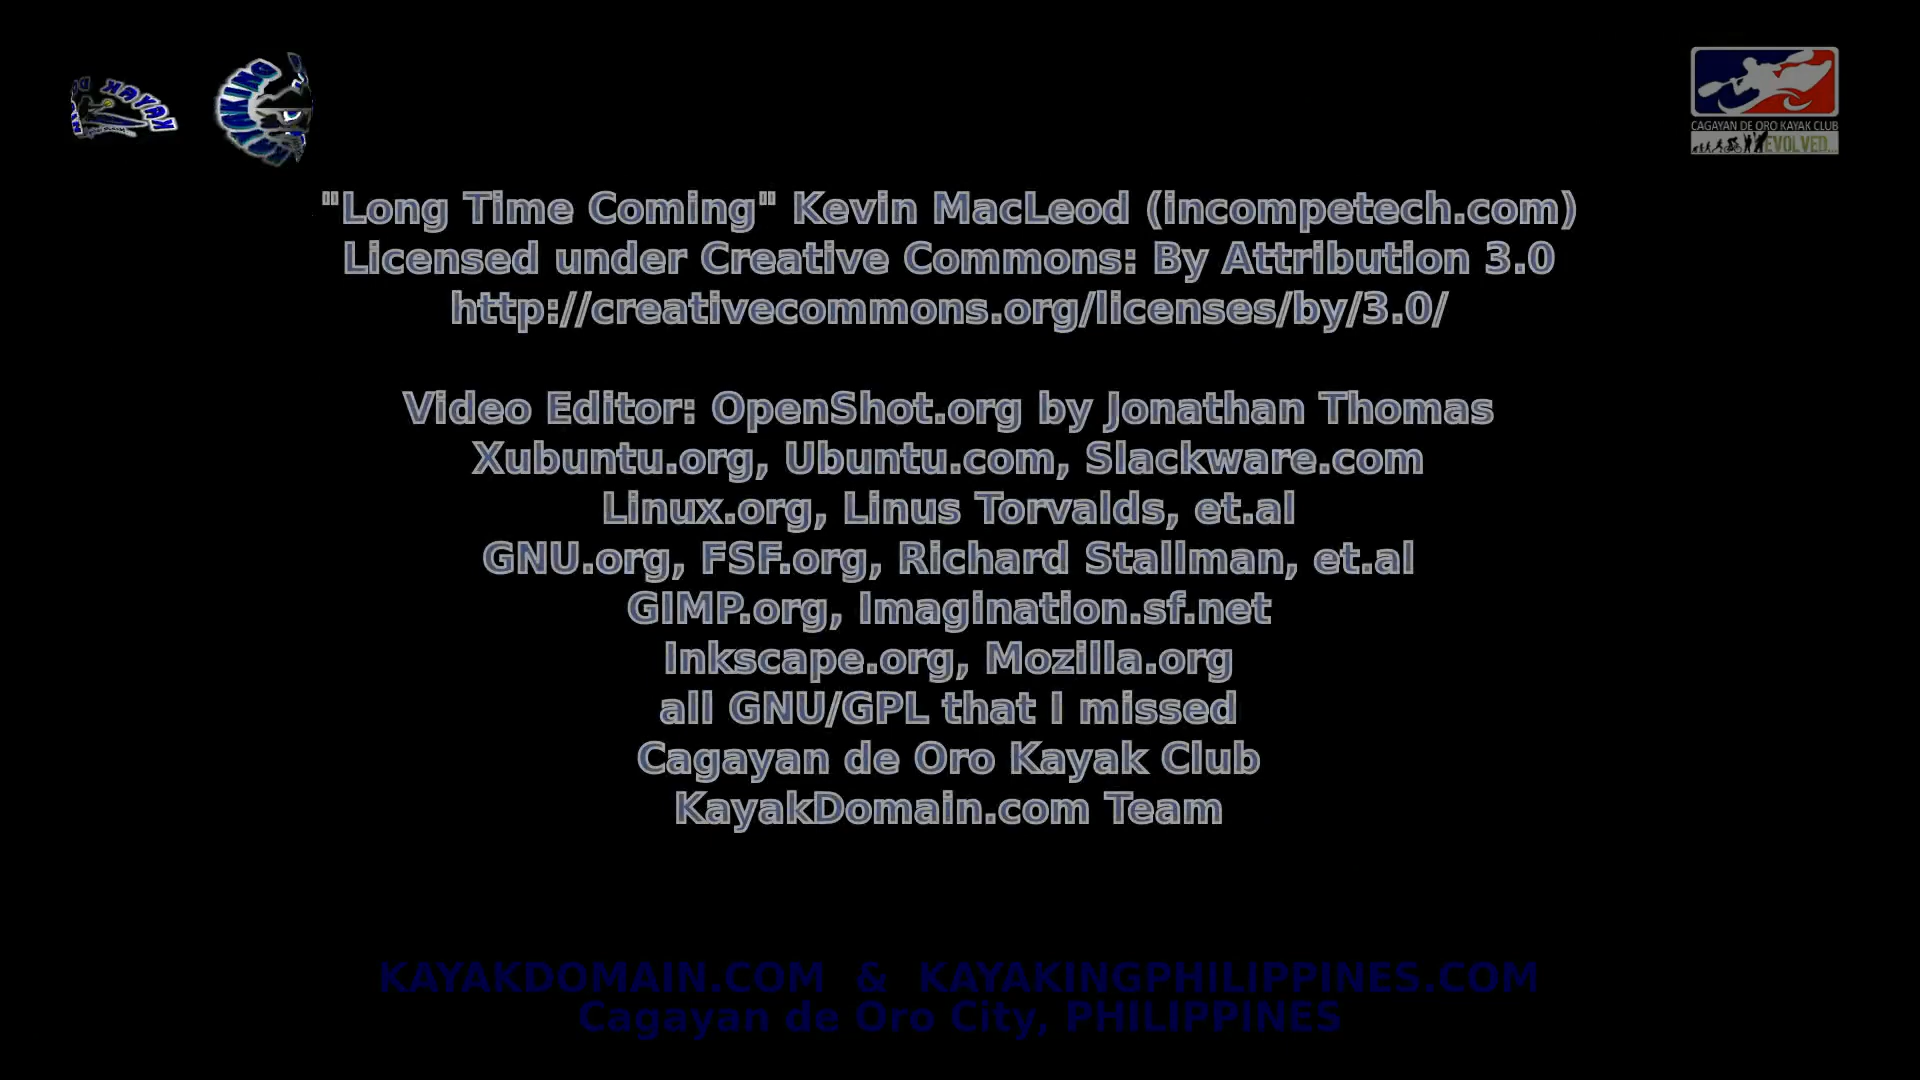 CAGAYAN DE ORO KAYAK CLUB
EVOLVED...
"Long Time Coming" Kevin MacLeod (incompetech.com)
Licensed under Creative Commons: By Attribution 3.0
http://creativecommons.org/licenses/by/3.0/
Video Editor: OpenShot.org by Jonathan Thomas
Xubuntu.org, Ubuntu.com, Slackware.com
Linux.org, Linus Torvalds, et.al
GNU.org, FSF.org, Richard Stallman, et.al
GIMP.org, Imagination.sf.net
Inkscape.org, Mozilla.org
all GNU/GPL that I missed
Cagayan de Oro Kayak Club
KayakDomain.com Team
KAYAKDOMAIN.COM & KAYAKINGPHILIPPINES.COM
Cagayan de Oro City, PHILIPPINES